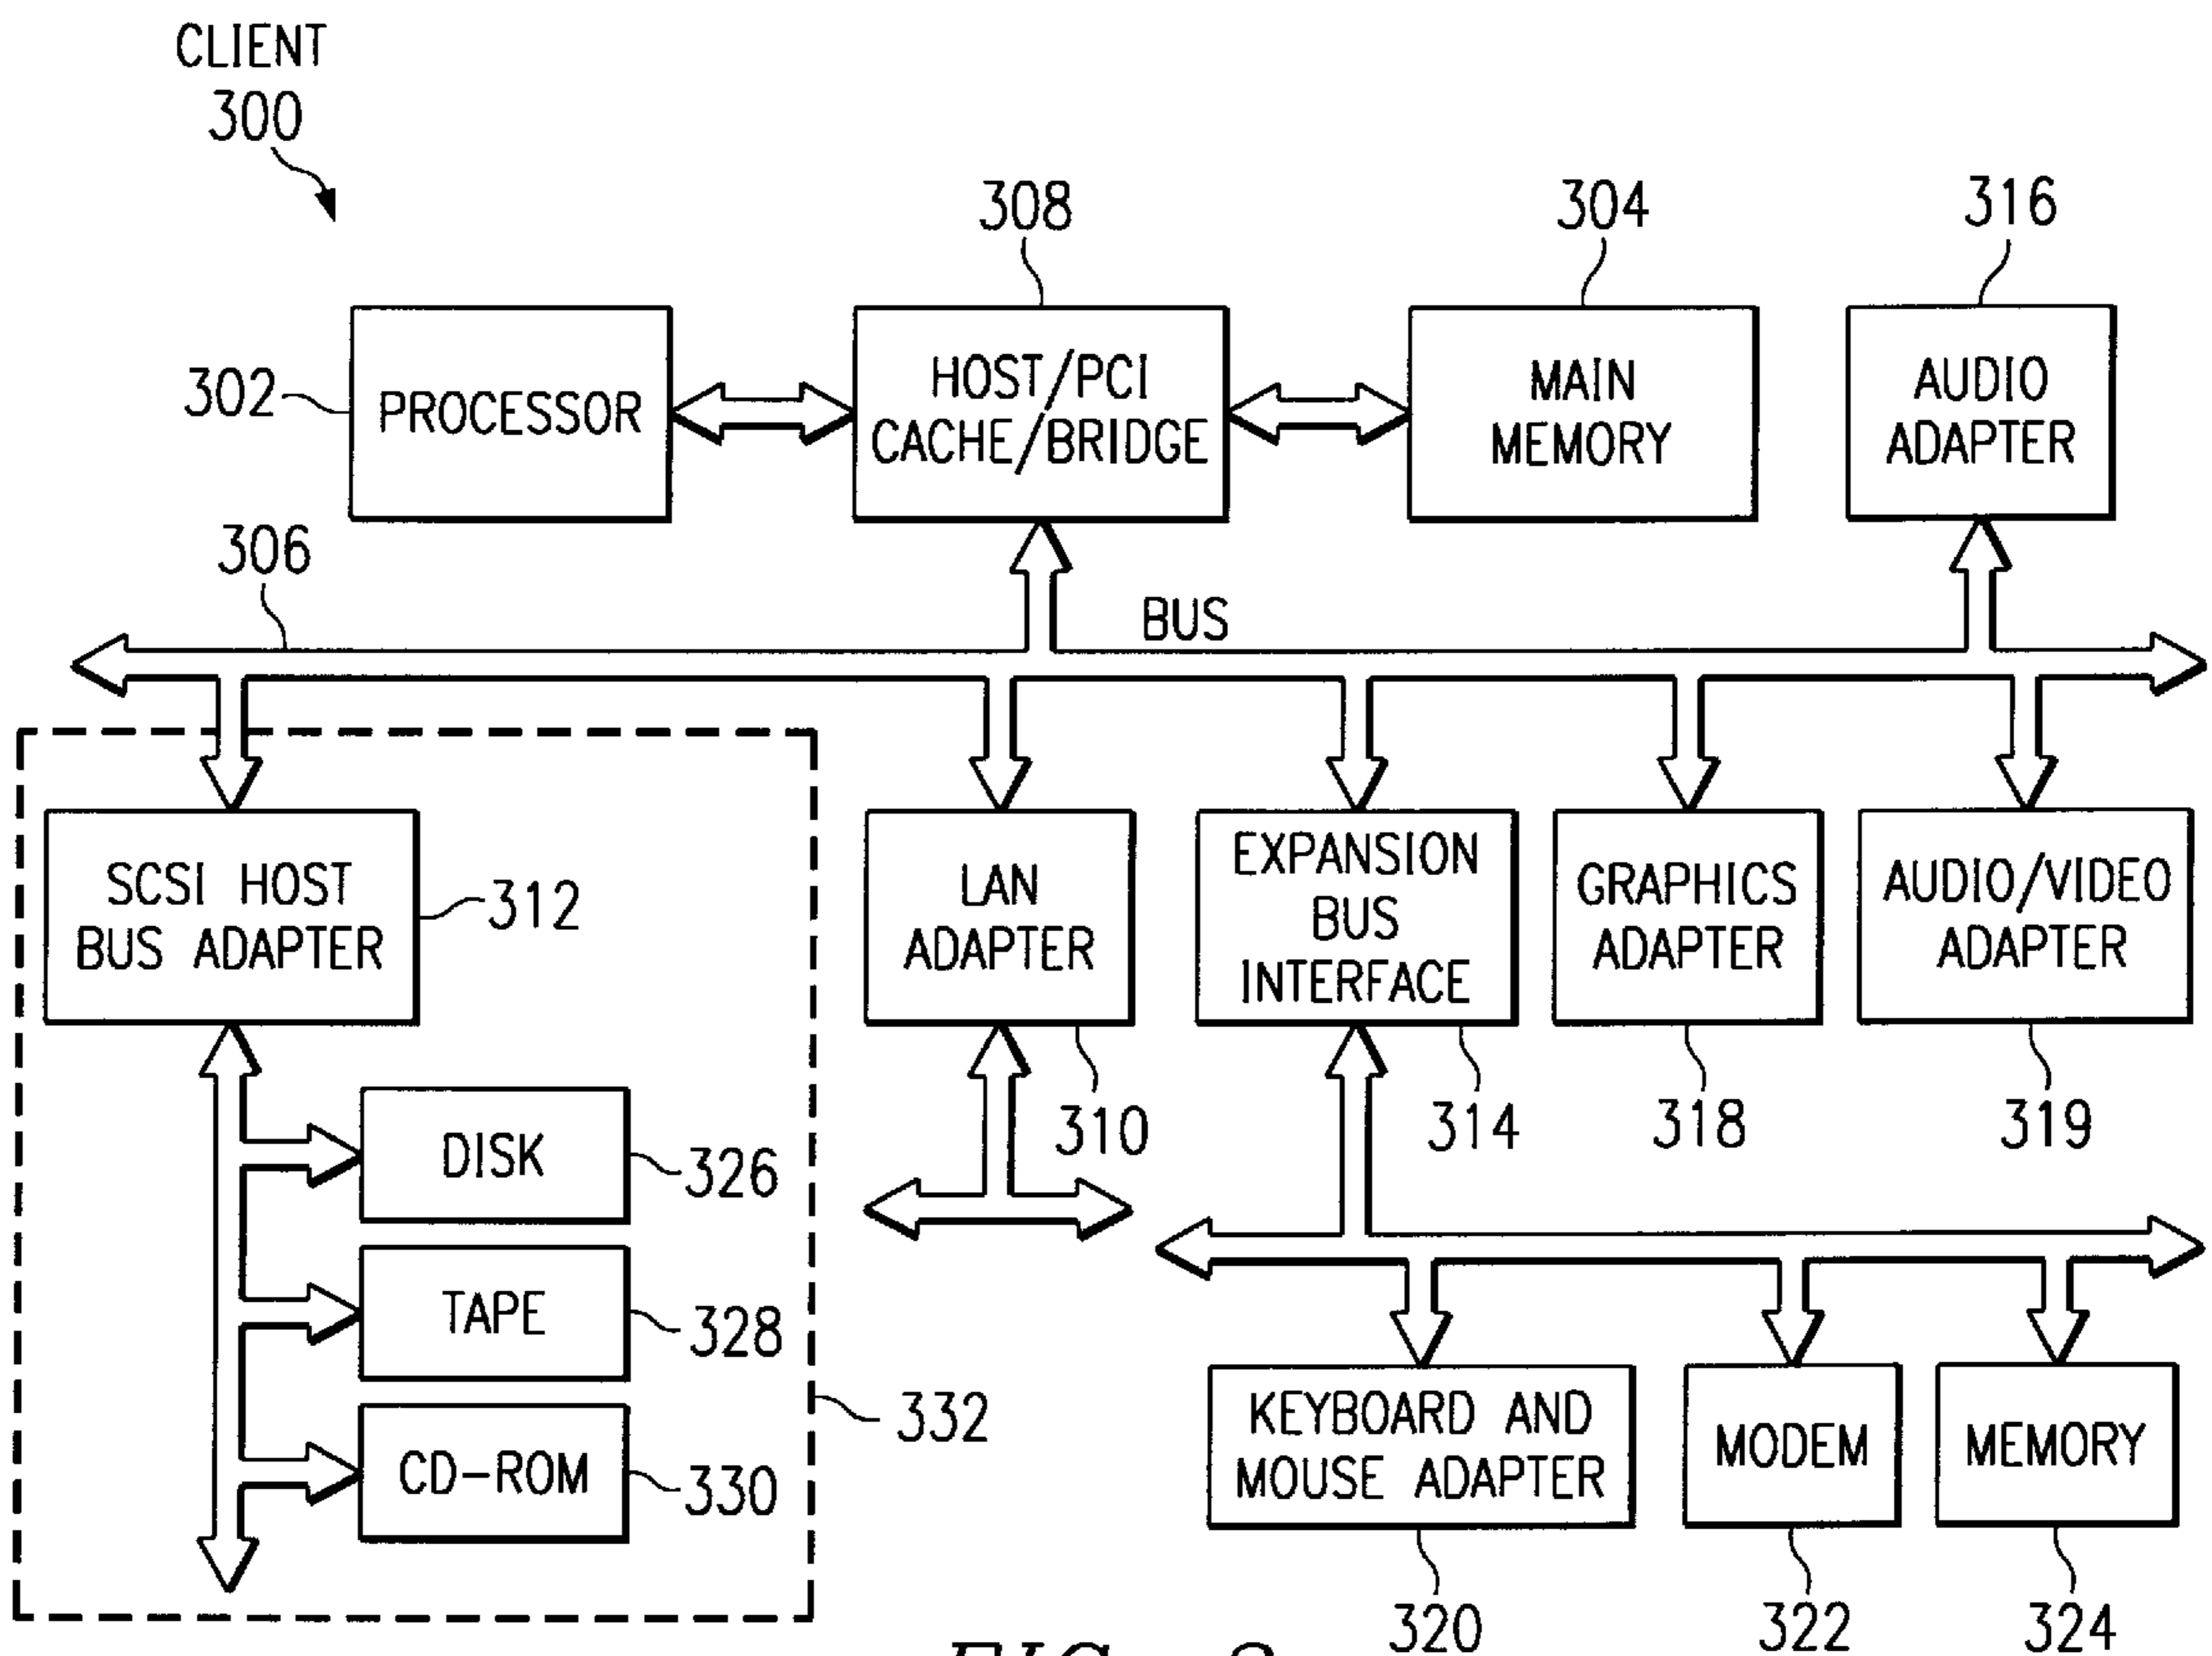 CLIENT
300
308
304
316
302
PROCESSOR
HOST/PCI
CACHE/BRIDGE
MAIN
MEMORY
AUDIO
ADAPTER
306
BUS
SCSI HOST
BUS ADAPTER
312
LAN
ADAPTER
EXPANSION
BUS
INTERFACE
GRAPHICS
ADAPTER
AUDIO/VIDEO
ADAPTER
310
314
318
319
DISK
326
TAPE
328
CD-ROM
330
332
KEYBOARD AND
MOUSE ADAPTER
MODEM
MEMORY
320
322
324
FIG.